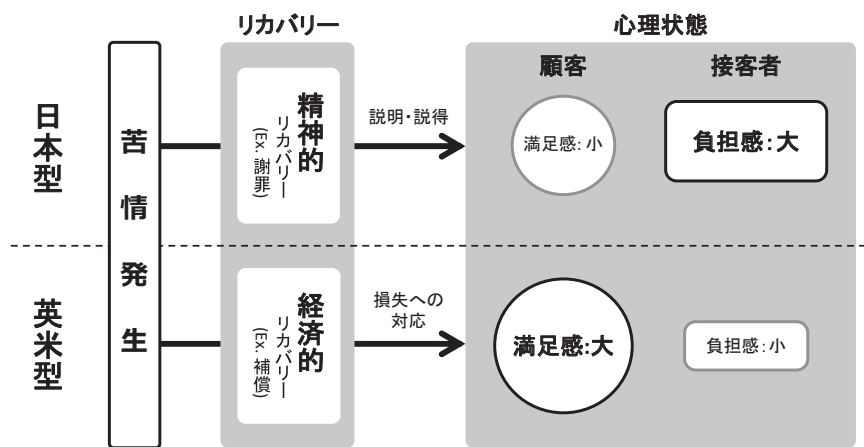 リカバリー
心理状態
顧客
接客者
日本型
苦情発生
精神的
リカバリー
(Ex. 謝罪)
説明・説得
満足感: 小
負担感: 大
英米型
経済的
リカバリー
(Ex. 補償)
損失への
対応
満足感:大
負担感: 小